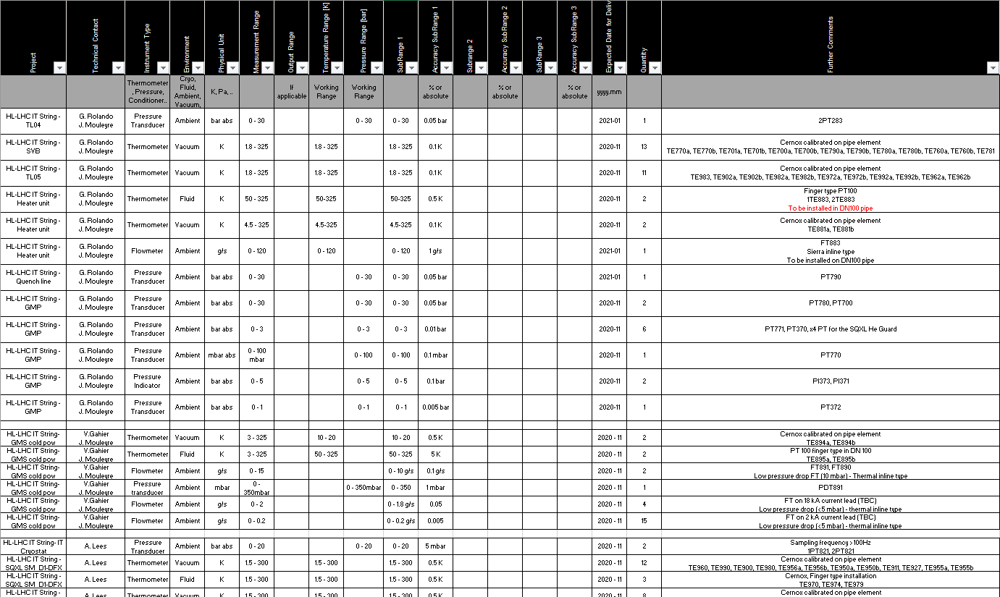 Project Technical Contact Instrument Type Environment Physical Unit Measurement Range Output Range Temperature Range [K] Pressure Range [bar] SubRange 1 Accuracy SubRange 1 Subrange 2 Accuracy SubRange 2 SubRange 3 Accuracy SubRange 3 Expected Date for Deliv Quantity Further Comments
Thermometer, Pressure, Conditioner.. Cryo, Fluid, Ambient, Vacuum, K, Pa, .. If applicable Working Range Working Range % or absolute % or absolute % or absolute yyyy.mm
HL-LHC IT String - TL04 G. Rolando J. Mouleyre Pressure Transducer Ambient bar abs 0 - 30 0 - 30 0 - 30 0.05 bar 2021-01 1 2PT283
HL-LHC IT String - SVB G. Rolando J. Mouleyre Thermometer Vacuum K 1.8 - 325 1.8 - 325 1.8 - 325 0.1 K 2020-11 13 Cernox calibrated on pipe element
TE770a, TE770b, TE701a, TE701b, TE700a, TE700b, TE790a, TE790b, TE780a, TE780b, TE760a, TE760b, TE781
HL-LHC IT String - TL05 G. Rolando J. Mouleyre Thermometer Vacuum K 1.8 - 325 1.8 - 325 1.8 - 325 0.1 K 2020-11 11 Cernox calibrated on pipe element
TE983, TE902a, TE902b, TE982a, TE982b, TE972a, TE972b, TE992a, TE992b, TE962a, TE962b
HL-LHC IT String - Heater unit G. Rolando J. Mouleyre Thermometer Fluid K 50 - 325 50-325 50-325 0.5 K 2020-11 2 Finger type PT100
1TE883, 2TE883
To be installed in DN100 pipe
HL-LHC IT String - Heater unit G. Rolando J. Mouleyre Thermometer Vacuum K 4.5 - 325 4.5-325 4.5-325 0.1 K 2020-11 2 Cernox calibrated on pipe element
TE881a, TE881b
HL-LHC IT String - Heater unit G. Rolando J. Mouleyre Flowmeter Ambient g/s 0 - 120 0 - 120 0 - 120 1 g/s 2021-01 1 FT883
Sierra inline type
To be installed on DN100 pipe
HL-LHC IT String - Quench line G. Rolando J. Mouleyre Pressure Transducer Ambient bar abs 0 - 30 0 - 30 0 - 30 0.05 bar 2021-01 1 PT790
HL-LHC IT String - GMP G. Rolando J. Mouleyre Pressure Transducer Ambient bar abs 0 - 30 0 - 30 0 - 30 0.05 bar 2020-11 2 PT780, PT700
HL-LHC IT String - GMP G. Rolando J. Mouleyre Pressure Transducer Ambient bar abs 0 - 3 0 - 3 0 - 3 0.01 bar 2020-11 6 PT771, PT370, x4 PT for the SQXL He Guard
HL-LHC IT String - GMP G. Rolando J. Mouleyre Pressure Transducer Ambient mbar abs 0 - 100 mbar 0 - 100 0 - 100 0.1 mbar 2020-11 1 PT770
HL-LHC IT String - GMP G. Rolando J. Mouleyre Pressure Indicator Ambient bar abs 0 - 5 0 - 5 0 - 5 0.1 bar 2020-11 2 PI373, PI371
HL-LHC IT String - GMP G. Rolando J. Mouleyre Pressure Transducer Ambient bar abs 0 - 1 0 - 1 0 - 1 0.005 bar 2020-11 1 PT372
HL-LHC IT String- GMS cold pow V.Gahier J. Mouleyre Thermometer Vacuum K 3 - 325 10 - 20 10 - 20 0.5 K 2020 - 11 2 Cernox calibrated on pipe element
TE894a, TE894b
HL-LHC IT String- GMS cold pow V.Gahier J. Mouleyre Thermometer Fluid K 3 - 325 50 - 325 50 - 325 5 K 2020 - 11 2 PT 100 finger type in DN 100
TE895a, TE895b
HL-LHC IT String- GMS cold pow V.Gahier J. Mouleyre Flowmeter Ambient g/s 0 - 15 0 - 10 g/s 0.1 g/s 2020 - 11 2 FT891, FT890
Low pressure drop FT (10 mbar) - Thermal inline type
HL-LHC IT String- GMS cold pow V.Gahier J. Mouleyre Pressure transducer Ambient mbar 0 - 350mbar 0 - 350mbar 0 - 350 1 mbar 2020 - 11 1 PDT891
HL-LHC IT String- GMS cold pow V.Gahier J. Mouleyre Flowmeter Ambient g/s 0 - 2 0 - 1.8 g/s 0.05 2020 - 11 4 FT on 18 kA current lead (TBC)
Low pressure drop (<5 mbar) - thermal inline type
HL-LHC IT String- GMS cold pow V.Gahier J. Mouleyre Flowmeter Ambient g/s 0 - 0.2 0 - 0.2 g/s 0.005 2020 - 11 15 FT on 2 kA current lead (TBC)
Low pressure drop (<5 mbar) - thermal inline type
HL-LHC IT String- IT Cryostat A. Lees Pressure Transducer Ambient bar abs 0 - 20 0 - 20 0 - 20 5 mbar 2020 - 11 2 Sampling frequency >100Hz
1PT821, 2PT821
HL-LHC IT String - SQXL SM_D1-DFX A. Lees Thermometer Vacuum K 1.5 - 300 1.5 - 300 1.5 - 300 0.5 K 2020 - 11 12 Cernox calibrated on pipe element
TE960, TE990, TE900, TE980, TE956a, TE956b, TE950a, TE950b, TE911, TE927, TE955a, TE955b
HL-LHC IT String - SQXL SM_D1-DFX A. Lees Thermometer Fluid K 1.5 - 300 1.5 - 300 1.5 - 300 0.5 K 2020 - 11 3 Cernox, Finger type installation
TE970, TE974, TE979
HL-LHC IT String - A. Lees Thermometer Vacuum K 1.5 - 300 1.5 - 300 1.5 - 300 0.5 K 2020 - 11 8 Cernox calibrated on pipe element